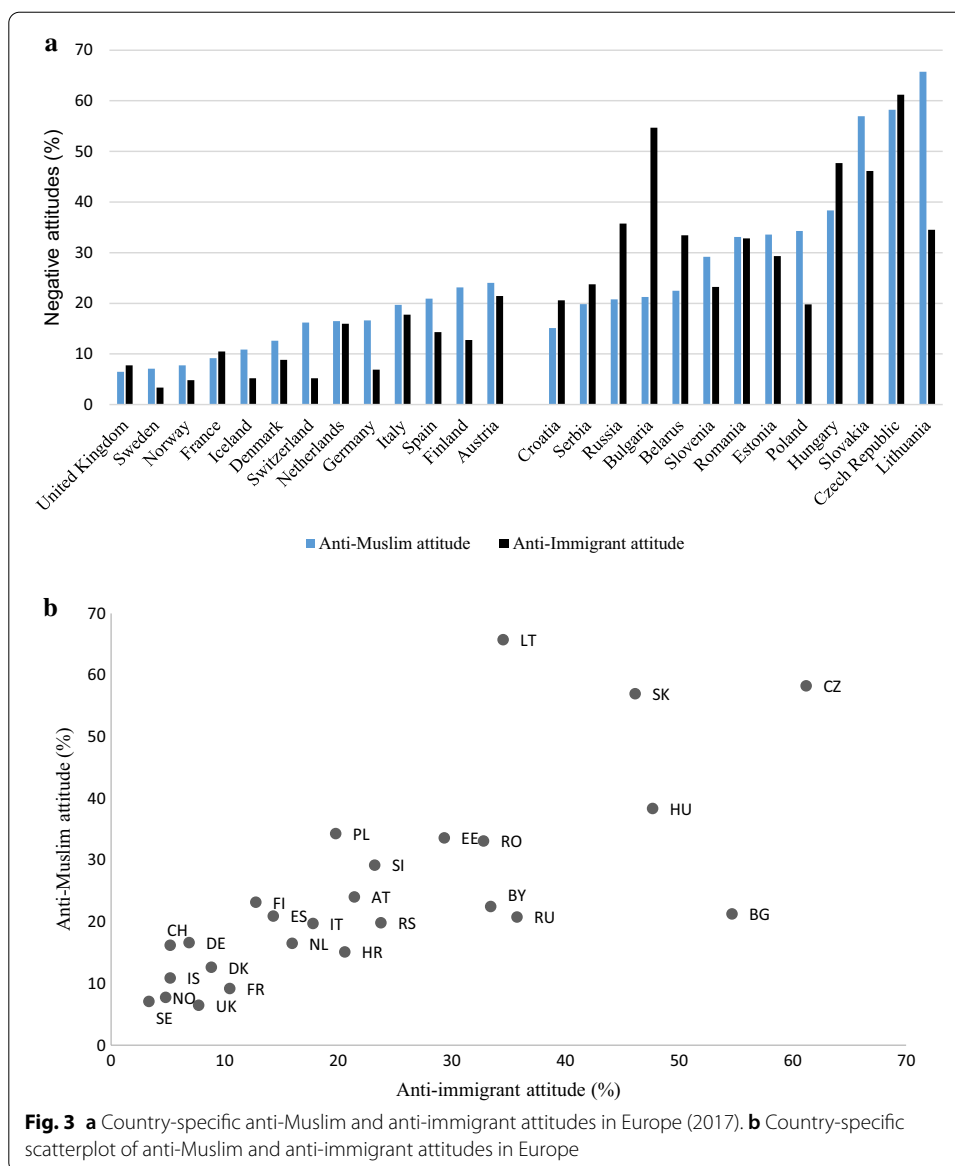 a
70
60
50
40
30
20
10
0
Negative attitudes (%)
United Kingdom
Sweden
Norway
France
Iceland
Denmark
Switzerland
Netherlands
Germany
Italy
Spain
Finland
Austria
Croatia
Serbia
Russia
Bulgaria
Belarus
Slovenia
Romania
Estonia
Poland
Hungary
Slovakia
Czech Republic
Lithuania
Anti-Muslim attitude Anti-Immigrant attitude
b
70
60
50
40
30
20
10
0
Anti-Muslim attitude (%)
LT
SK
CZ
HU
PL
EE
RO
SI
AT
FI
ES
IT
RS
BY
RU
BG
CH
DE
NL
HR
IS
DK
NO
FR
SE
UK
0 10 20 30 40 50 60 70
Anti-immigrant attitude (%)
Fig. 3 a Country-specific anti-Muslim and anti-immigrant attitudes in Europe (2017). b Country-specific
scatterplot of anti-Muslim and anti-immigrant attitudes in Europe